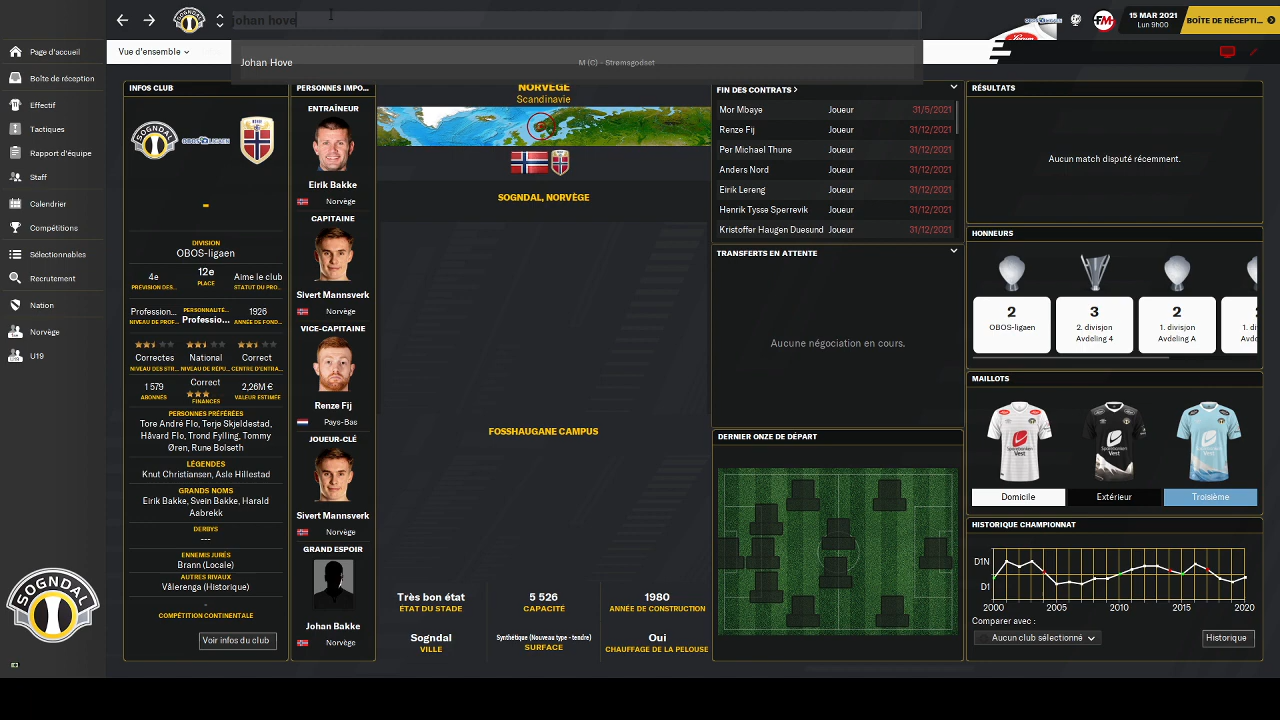 johan hove
15 MAR 2021
Lun 9h00
BOÎTE DE RÉCEPTI...
Page d'accueil
Vue d'ensemble
Johan Hove
M (C) - Strømsgodset
Boîte de réception
Effectif
Tactiques
Rapport d'équipe
Staff
Calendrier
Compétitions
Sélectionnables
Recrutement
Nation
Norvège
U19
SOGNDAL
INFOS CLUB
SOGNDAL
-
DIVISION
OBOS-ligaen
4e
PRÉVISION DES...
12e
PLACE
Aime le club
STATUT DU PRO...
Profession...
NIVEAU DE PROF...
PERSONNALITÉ...
Professio...
1926
ANNÉE DE FOND...
Correctes
NIVEAU DES STR...
National
NIVEAU DE RÉPU...
Correct
CENTRE D'ENTRA...
1 579
ABONNÉS
Correct
FINANCES
2,26M €
VALEUR ESTIMÉE
PERSONNES PRÉFÉRÉES
Tore André Flo, Terje Skjeldestad,
Håvard Flo, Trond Fylling, Tommy
Øren, Rune Bolseth
LÉGENDES
Knut Christiansen, Asle Hillestad
GRANDS NOMS
Eirik Bakke, Svein Bakke, Harald
Aabrekk
DERBYS
---
ENNEMIS JURÉS
Brann (Locale)
AUTRES RIVAUX
Vålerenga (Historique)
-
COMPÉTITION CONTINENTALE
Voir infos du club
PERSONNES IMPO...
ENTRAÎNEUR
Eirik Bakke
Norvège
CAPITAINE
Sivert Mannsverk
Norvège
VICE-CAPITAINE
Renze Fij
Pays-Bas
JOUEUR-CLÉ
Sivert Mannsverk
Norvège
GRAND ESPOIR
Johan Bakke
Norvège
NORVÈGE
Scandinavie
SOGNDAL, NORVÈGE
FOSSHAUGANE CAMPUS
Très bon état
ÉTAT DU STADE
5 526
CAPACITÉ
1980
ANNÉE DE CONSTRUCTION
Sogndal
VILLE
Synthétique (Nouveau type - tendre)
SURFACE
Oui
CHAUFFAGE DE LA PELOUSE
FIN DES CONTRATS >
Mor Mbaye Joueur 31/5/2021
Renze Fij Joueur 31/12/2021
Per Michael Thune Joueur 31/12/2021
Anders Nord Joueur 31/12/2021
Eirik Lereng Joueur 31/12/2021
Henrik Tysse Sperrevik Joueur 31/12/2021
Kristoffer Haugen Duesund Joueur 31/12/2021
TRANSFERTS EN ATTENTE
Aucune négociation en cours.
DERNIER ONZE DE DÉPART
RÉSULTATS
Aucun match disputé récemment.
HONNEURS
2
OBOS-ligaen
3
2. divisjon
Avdeling 4
2
1. divisjon
Avdeling A
MAILLOTS
Domicile
Extérieur
Troisième
HISTORIQUE CHAMPIONNAT
D1N
D1
2000 2005 2010 2015 2020
Comparer avec :
Aucun club sélectionné
Historique